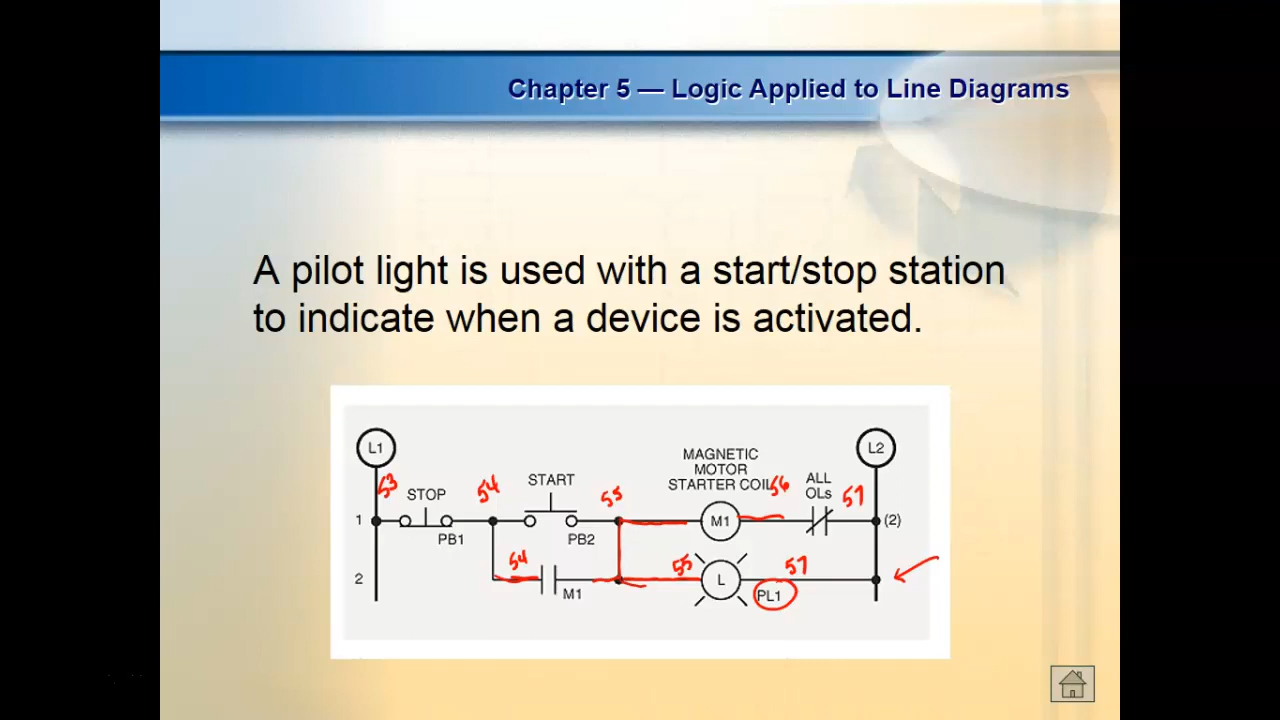 Chapter 5 — Logic Applied to Line Diagrams
A pilot light is used with a start/stop station
to indicate when a device is activated.
L1
L2
MAGNETIC
MOTOR
STARTER COIL
ALL
OLs
START
STOP
53
54
55
56
57
1
PB1
PB2
M1
(2)
54
55
57
2
M1
L
PL1